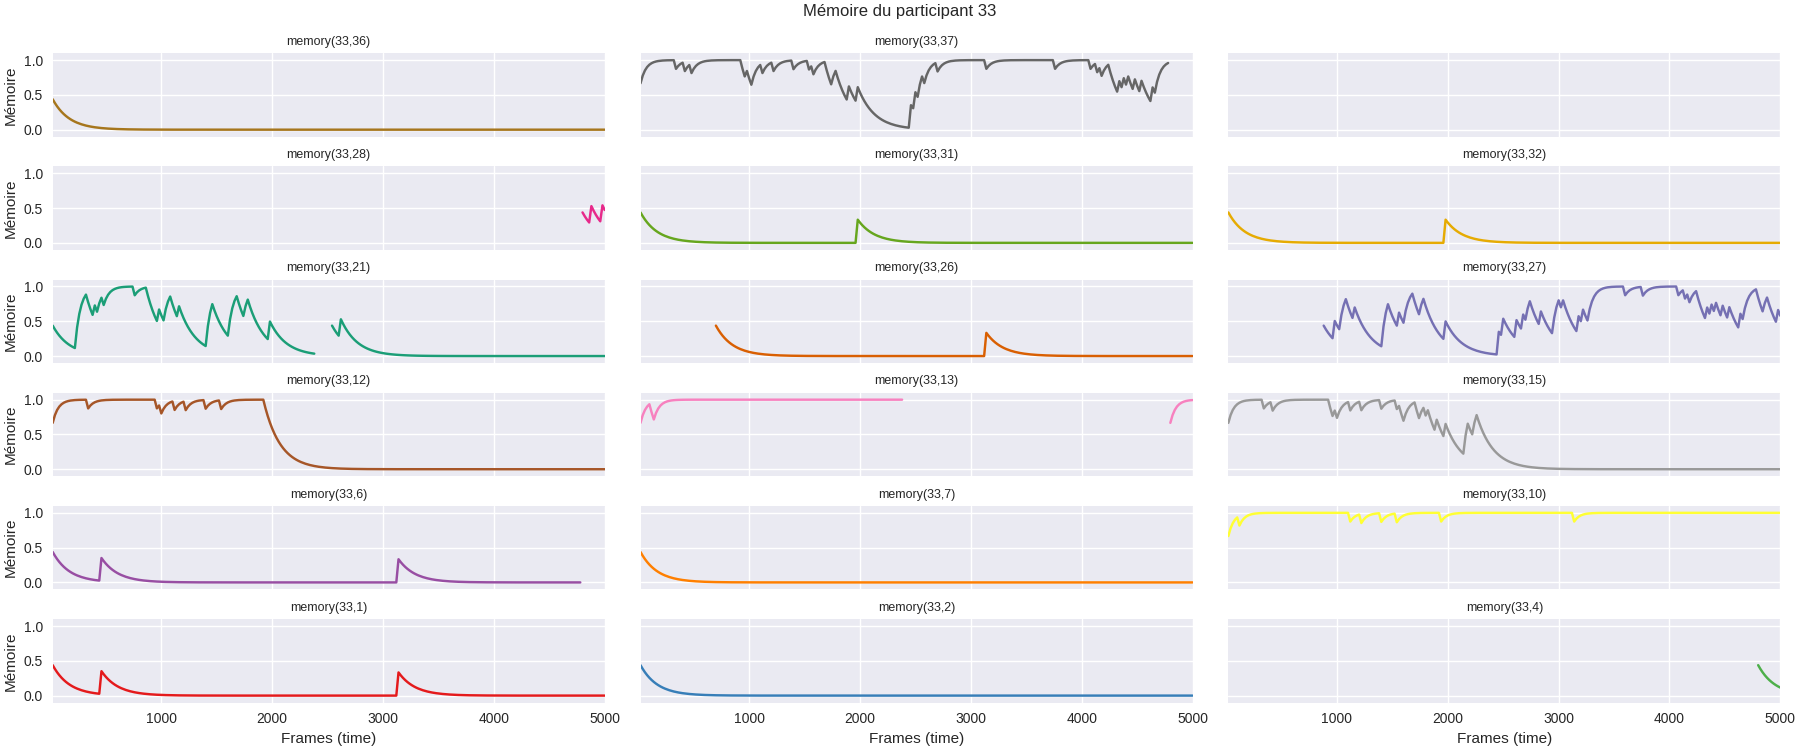 Mémoire du participant 33
memory(33,36)
memory(33,37)
Mémoire
1.0
0.5
0.0
memory(33,28)
memory(33,31)
memory(33,32)
Mémoire
1.0
0.5
0.0
memory(33,21)
memory(33,26)
memory(33,27)
Mémoire
1.0
0.5
0.0
memory(33,12)
memory(33,13)
memory(33,15)
Mémoire
1.0
0.5
0.0
memory(33,6)
memory(33,7)
memory(33,10)
Mémoire
1.0
0.5
0.0
memory(33,1)
memory(33,2)
memory(33,4)
Mémoire
1.0
0.5
0.0
1000 2000 3000 4000 5000
1000 2000 3000 4000 5000
1000 2000 3000 4000 5000
Frames (time)
Frames (time)
Frames (time)